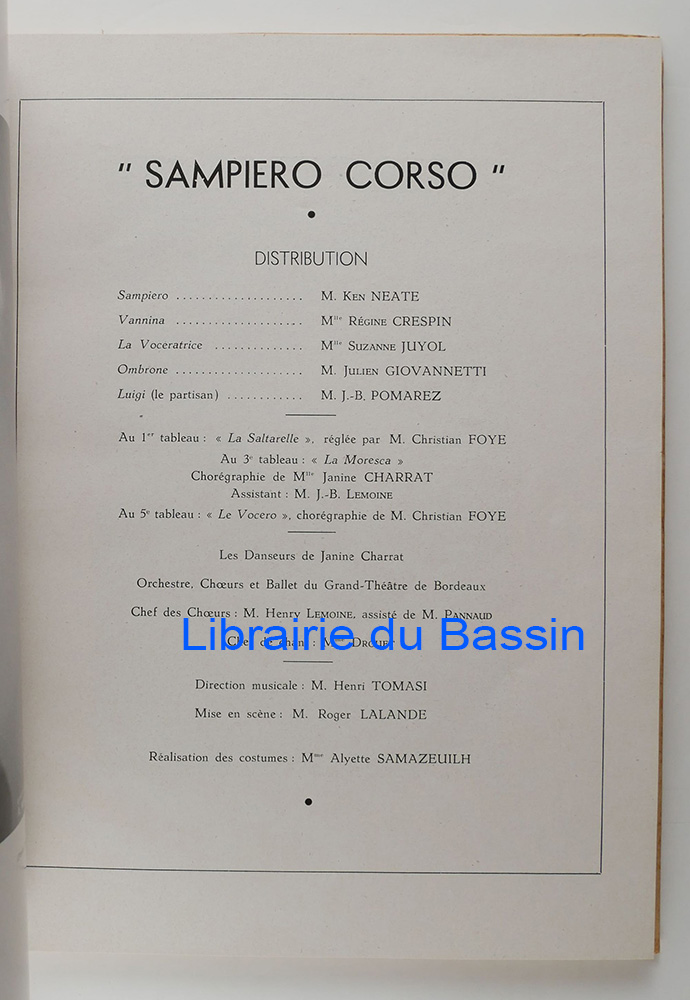 " SAMPIERO CORSO "
•
DISTRIBUTION
Sampiero .................... M. Ken NEATE
Vannina .................... Mlle Régine CRESPIN
La Voceratrice .............. Mlle Suzanne JUYOL
Ombrone .................... M. Julien GIOVANNETTI
Luigi (le partisan) ............ M. J.-B. POMAREZ
Au 1er tableau : « La Saltarelle », réglée par M. Christian FOYE
Au 3e tableau : « La Moresca »
Chorégraphie de Mlle Janine CHARRAT
Assistant : M. J.-B. Lemoine
Au 5e tableau : « Le Vocero », chorégraphie de M. Christian FOYE
Les Danseurs de Janine Charrat
Orchestre, Chœurs et Ballet du Grand-Théâtre de Bordeaux
Chef des Chœurs : M. Henry Lemoine, assisté de M. Pannaud
Librairie du Bassin
Chef de chant : Drouet
Direction musicale : M. Henri TOMASI
Mise en scène : M. Roger LALANDE
Réalisation des costumes : Mme Alyette SAMAZEUILH
•